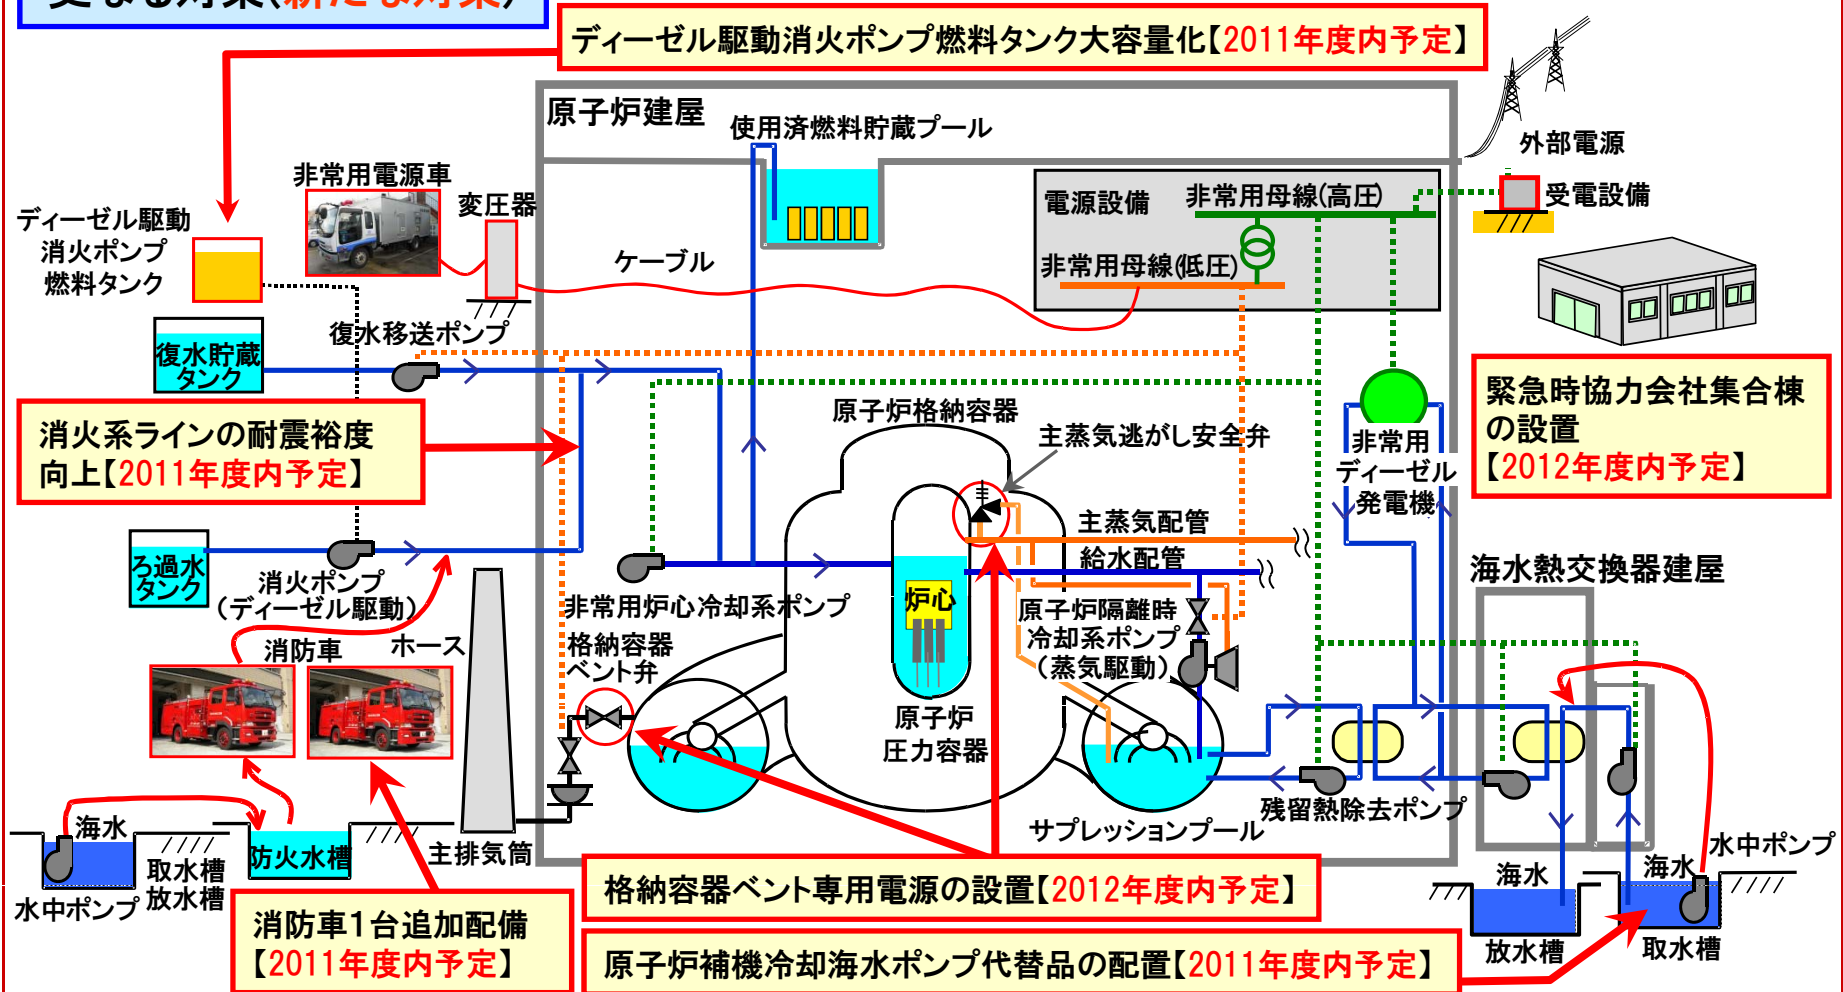 更なる対策(新たな対策)
ディーゼル駆動消火ポンプ燃料タンク大容量化【2011年度内予定】
原子炉建屋
使用済燃料貯蔵プール
外部電源
受電設備
非常用電源車
変圧器
電源設備
非常用母線(高圧)
非常用母線(低圧)
ディーゼル駆動
消火ポンプ
燃料タンク
ケーブル
復水移送ポンプ
復水貯蔵
タンク
消火系ラインの耐震裕度
向上【2011年度内予定】
原子炉格納容器
主蒸気逃がし安全弁
非常用
ディーゼル
発電機
緊急時協力会社集合棟
の設置
【2012年度内予定】
主蒸気配管
給水配管
ろ過水
タンク
消火ポンプ
（ディーゼル駆動）
非常用炉心冷却系ポンプ
炉心
原子炉隔離時
冷却系ポンプ
（蒸気駆動）
海水熱交換器建屋
消防車
ホース
格納容器
ベント弁
原子炉
圧力容器
残留熱除去ポンプ
サプレッションプール
主排気筒
海水
取水槽
放水槽
防火水槽
水中ポンプ
海水
放水槽
海水
水中ポンプ
取水槽
消防車1台追加配備
【2011年度内予定】
格納容器ベント専用電源の設置【2012年度内予定】
原子炉補機冷却海水ポンプ代替品の配置【2011年度内予定】